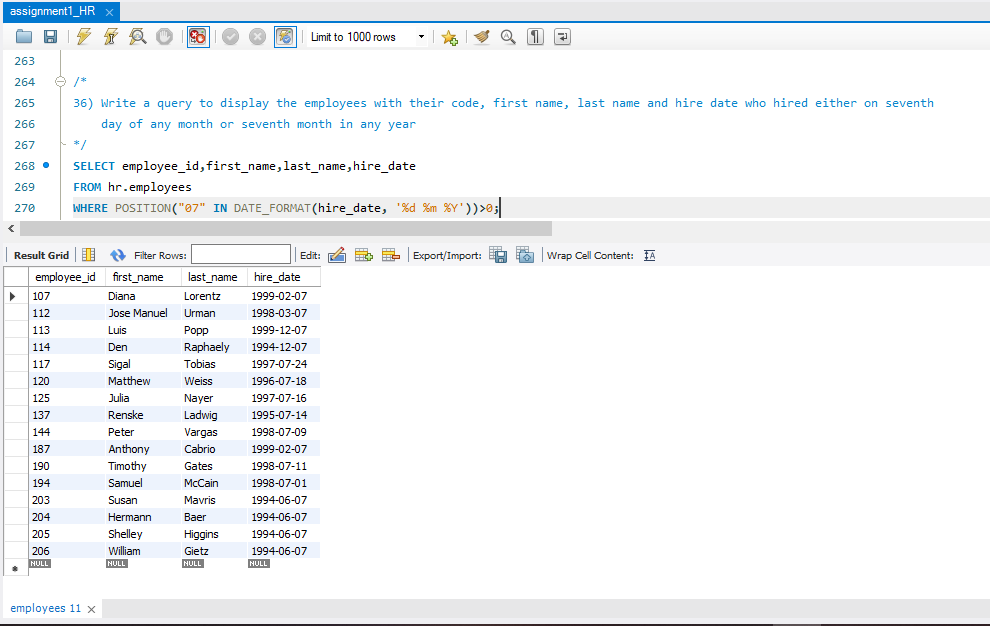 assignment1_HR
Limit to 1000 rows
263
264 /*
265 36) Write a query to display the employees with their code, first name, last name and hire date who hired either on seventh
266 day of any month or seventh month in any year
267 */
268 SELECT employee_id,first_name,last_name,hire_date
269 FROM hr.employees
270 WHERE POSITION("07" IN DATE_FORMAT(hire_date, '%d %m %Y'))>0;
Result Grid Filter Rows: Edit: Export/Import: Wrap Cell Content:
employee_id first_name last_name hire_date
107 Diana Lorentz 1999-02-07
112 Jose Manuel Urman 1998-03-07
113 Luis Popp 1999-12-07
114 Den Raphaely 1994-12-07
117 Sigal Tobias 1997-07-24
120 Matthew Weiss 1996-07-18
125 Julia Nayer 1997-07-16
137 Renske Ladwig 1995-07-14
144 Peter Vargas 1998-07-09
187 Anthony Cabrio 1999-02-07
190 Timothy Gates 1998-07-11
194 Samuel McCain 1998-07-01
203 Susan Mavris 1994-06-07
204 Hermann Baer 1994-06-07
205 Shelley Higgins 1994-06-07
206 William Gietz 1994-06-07
NULL NULL NULL NULL
employees 11